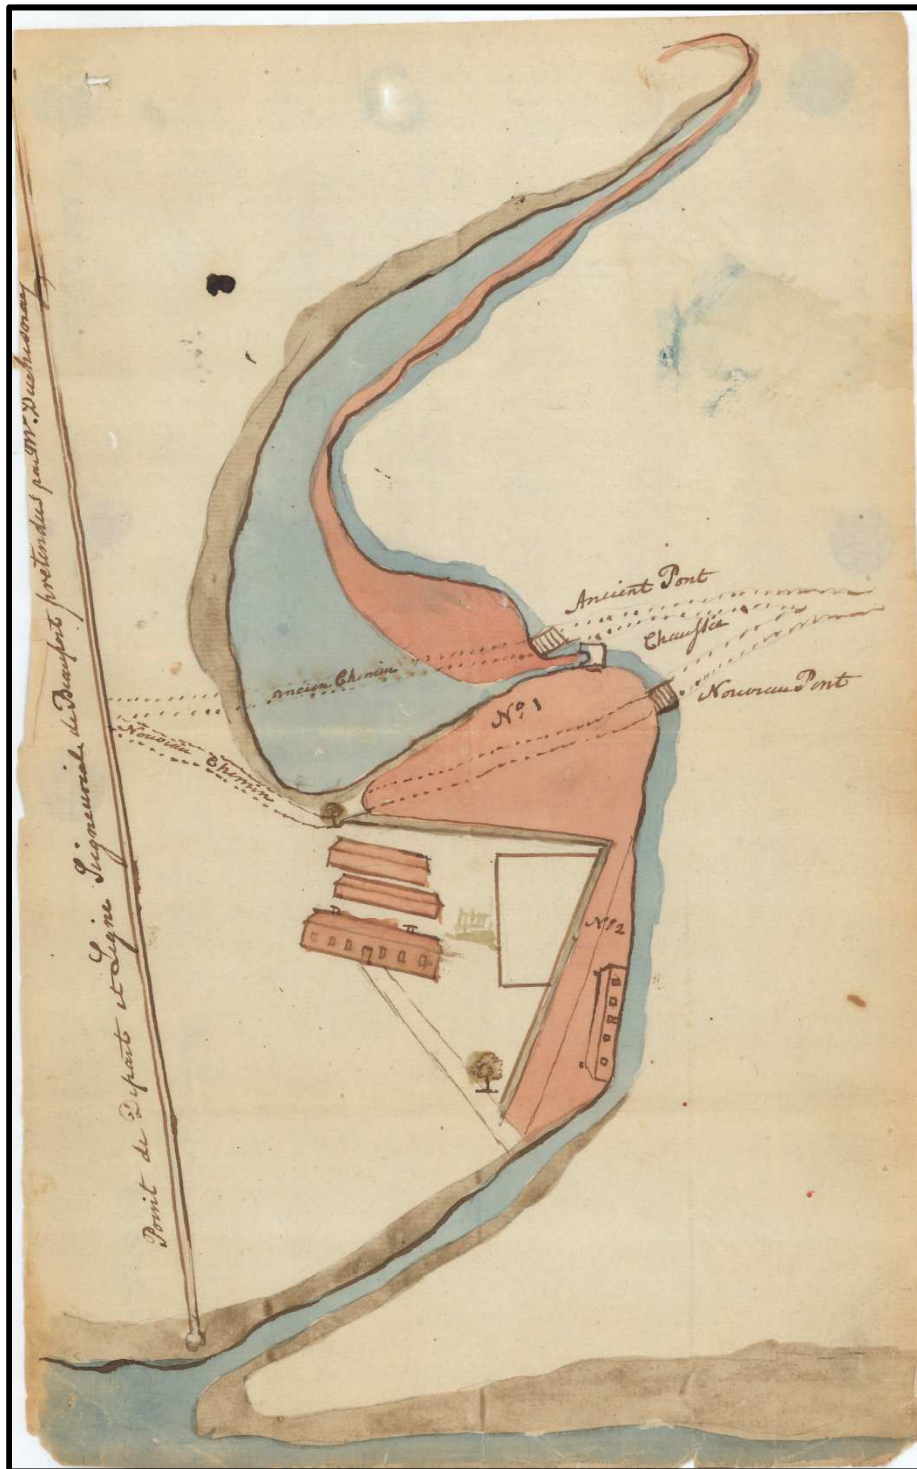 Ancient Pont
Chaussée
Nouveau Pont
ancien Chemin
No. 1
Nouveau Chemin
No. 2
Point de Depart et Ligne Seigneuriale de Beauport pretendus par Mr. Duchesnay